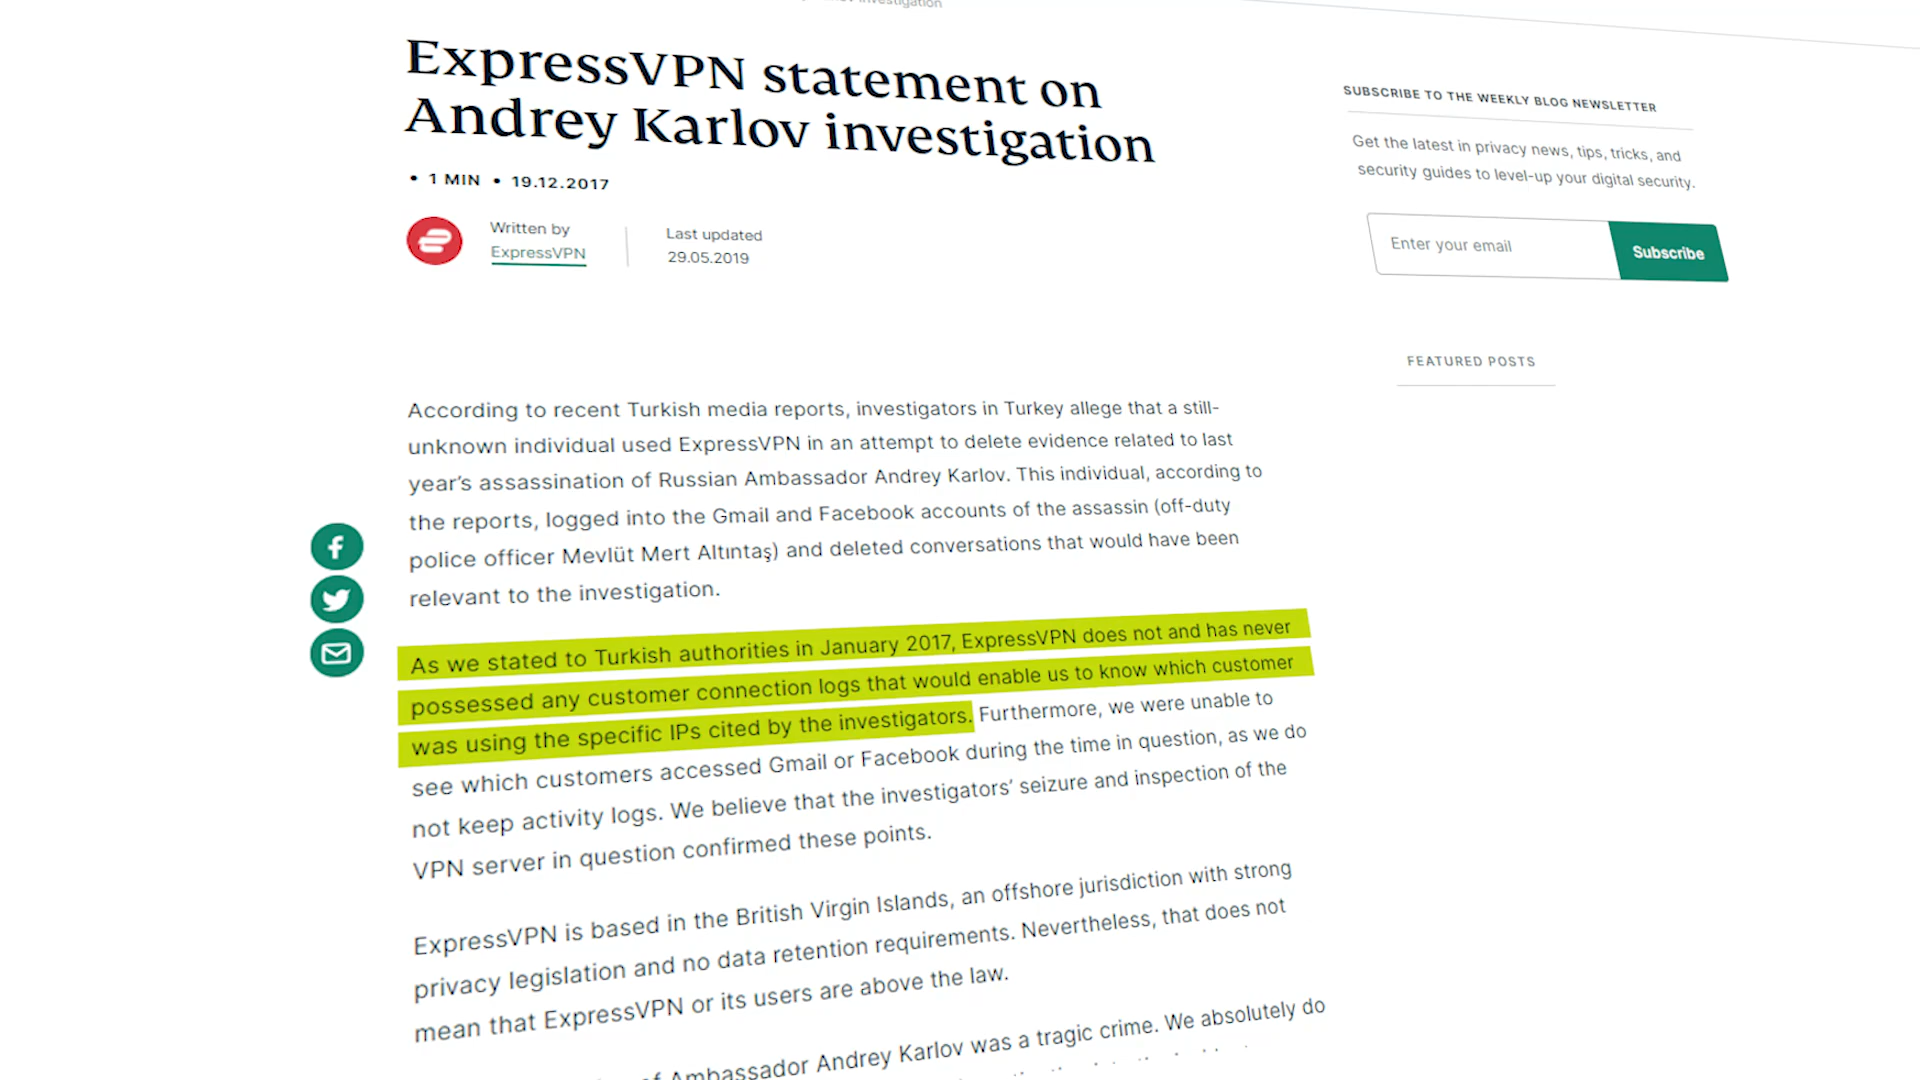 investigation
ExpressVPN statement on
Andrey Karlov investigation
• 1 MIN • 19.12.2017
Written by
ExpressVPN
Last updated
29.05.2019
SUBSCRIBE TO THE WEEKLY BLOG NEWSLETTER
Get the latest in privacy news, tips, tricks, and
security guides to level-up your digital security.
Enter your email
Subscribe
FEATURED POSTS
According to recent Turkish media reports, investigators in Turkey allege that a still-
unknown individual used ExpressVPN in an attempt to delete evidence related to last
year’s assassination of Russian Ambassador Andrey Karlov. This individual, according to
the reports, logged into the Gmail and Facebook accounts of the assassin (off-duty
police officer Mevlüt Mert Altıntaş) and deleted conversations that would have been
relevant to the investigation.
As we stated to Turkish authorities in January 2017, ExpressVPN does not and has never
possessed any customer connection logs that would enable us to know which customer
was using the specific IPs cited by the investigators. Furthermore, we were unable to
see which customers accessed Gmail or Facebook during the time in question, as we do
not keep activity logs. We believe that the investigators’ seizure and inspection of the
VPN server in question confirmed these points.
ExpressVPN is based in the British Virgin Islands, an offshore jurisdiction with strong
privacy legislation and no data retention requirements. Nevertheless, that does not
mean that ExpressVPN or its users are above the law.
of Ambassador Andrey Karlov was a tragic crime. We absolutely do